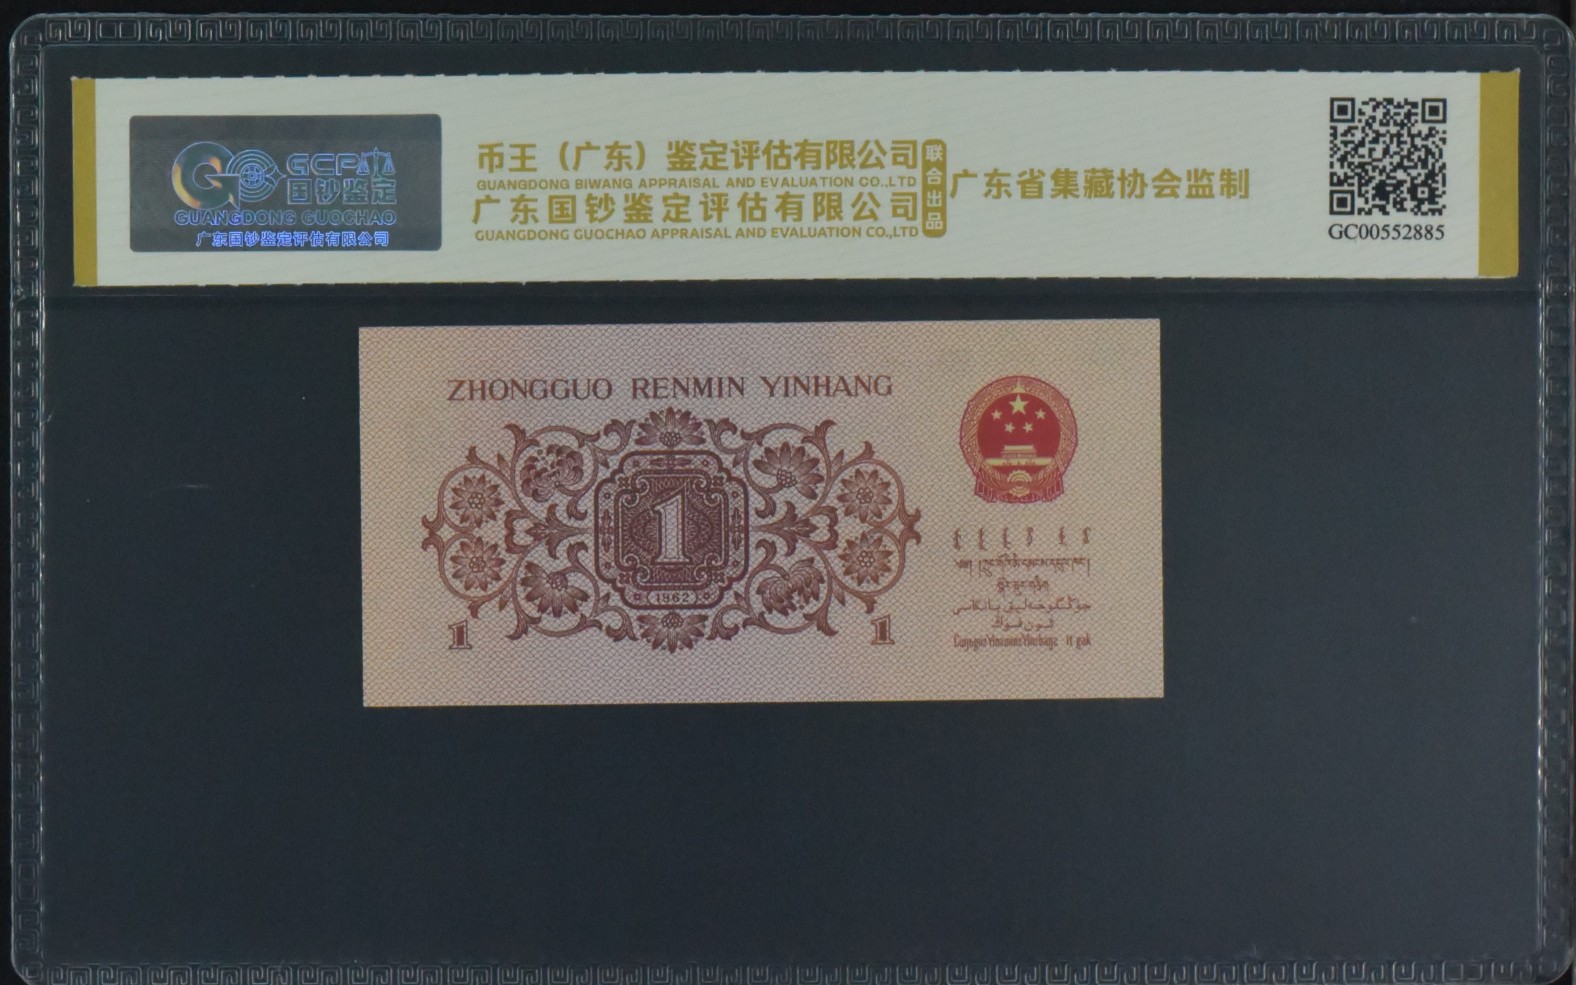 GCP
国钞鉴定
GUANGDONG GUOCHAO
广东国钞鉴定评估有限公司
币王（广东）鉴定评估有限公司
GUANGDONG BIWANG APPRAISAL AND EVALUATION CO.,LTD
广东国钞鉴定评估有限公司
GUANGDONG GUOCHAO APPRAISAL AND EVALUATION CO.,LTD
联合出品
广东省集藏协会监制
GC00552885
ZHONGGUO RENMIN YINHANG
1
(1962)
1
1